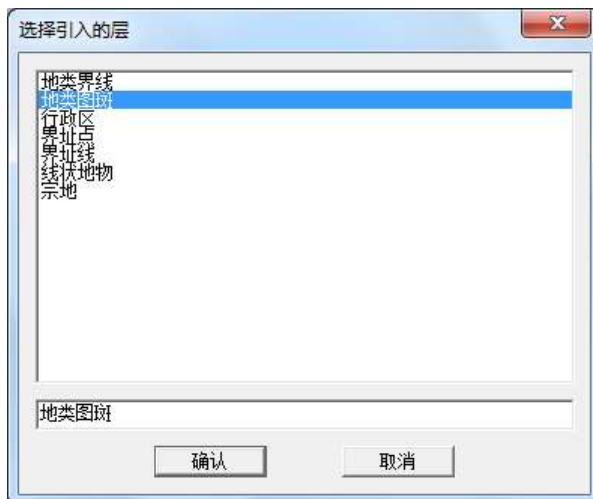 选择引入的层
地类界线
地类图斑
行政区
界址点
界址线
线状地物
宗地
地类图斑
确认
取消